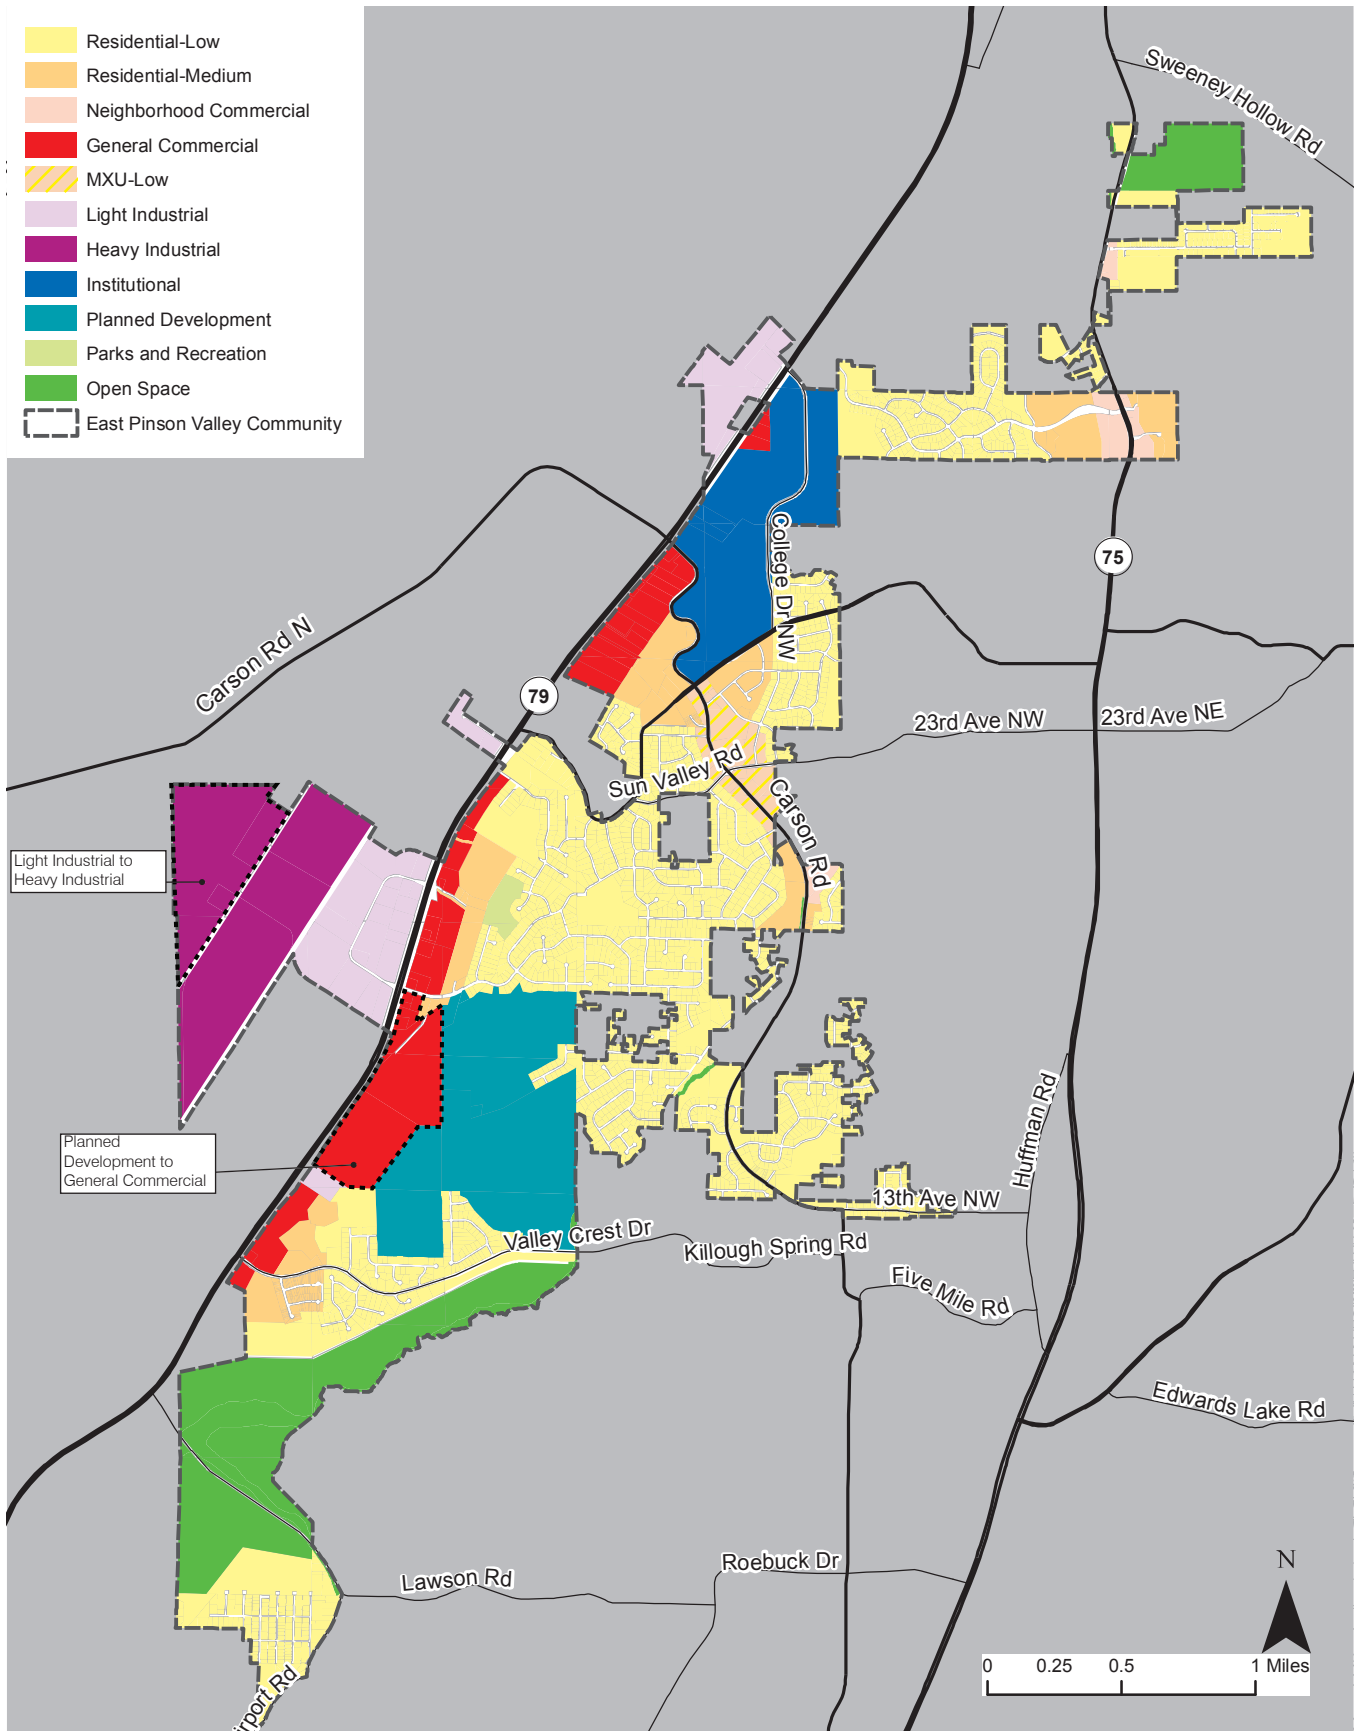 Residential-Low
Residential-Medium
Neighborhood Commercial
General Commercial
MXU-Low
Light Industrial
Heavy Industrial
Institutional
Planned Development
Parks and Recreation
Open Space
East Pinson Valley Community
Sweeney Hollow Rd
75
College Dr NW
Carson Rd N
79
23rd Ave NW
23rd Ave NE
Sun Valley Rd
Carson Rd
Light Industrial to
Heavy Industrial
Planned
Development to
General Commercial
Huffman Rd
13th Ave NW
Valley Crest Dr
Killough Spring Rd
Five Mile Rd
Edwards Lake Rd
Roebuck Dr
Lawson Rd
irport Rd
N
0 0.25 0.5 1 Miles